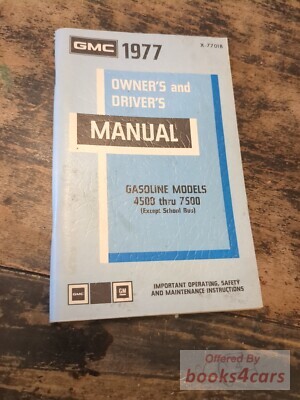 GMC 1977
X-7701B
OWNER'S and
DRIVER'S
MANUAL
GASOLINE MODELS
4500 thru 7500
(Except School Bus)
GMC
GM
IMPORTANT OPERATING, SAFETY
AND MAINTENANCE INSTRUCTIONS
Offered By
books4cars